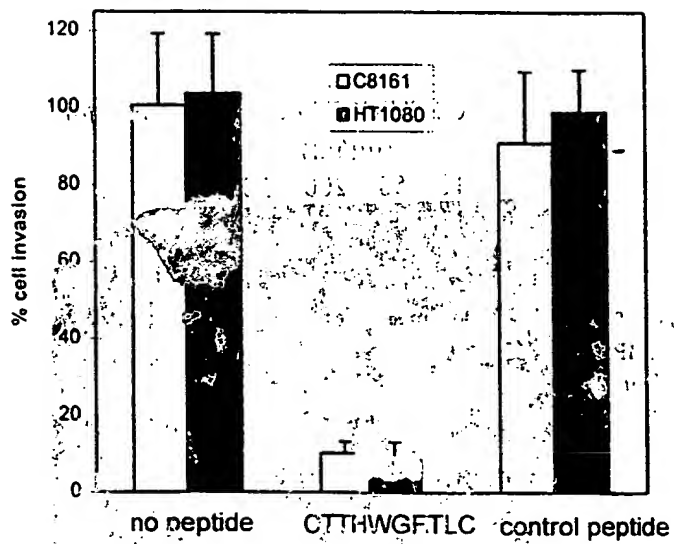 120
100
80
60
40
20
0
% cell invasion
C8161
HT1080
no peptide CTTHWGFTLC control peptide